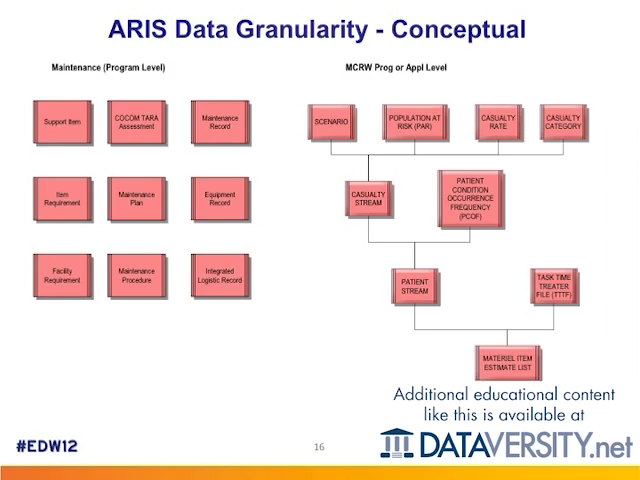 ARIS Data Granularity - Conceptual
Maintenance (Program Level)
MCRW Prog or Appl Level
Support Item
COCOM TARA
Assessment
Maintenance
Record
Item
Requirement
Maintenance
Plan
Equipment
Record
Facility
Requirement
Maintenance
Procedure
Integrated
Logistic Record
SCENARIO
POPULATION AT
RISK (PAR)
CASUALTY
RATE
CASUALTY
CATEGORY
CASUALTY
STREAM
PATIENT
CONDITION
OCCURRENCE
FREQUENCY
(PCOF)
PATIENT
STREAM
TASK TIME
TREATER
FILE (TTTF)
MATERIEL ITEM
ESTIMATE LIST
Additional educational content
like this is available at
DATAVERSITY.net
#EDW12
16